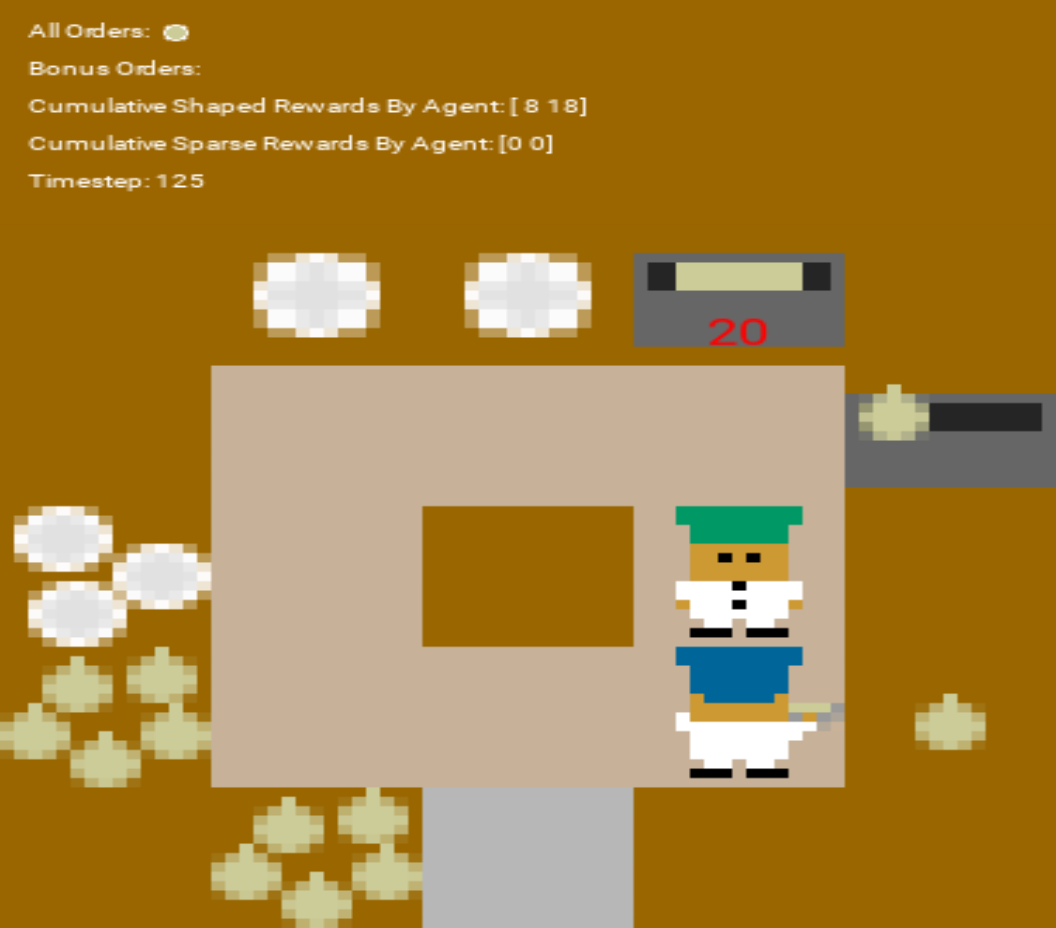 All Orders:
Bonus Orders:
Cumulative Shaped Rewards By Agent: [ 8 18]
Cumulative Sparse Rewards By Agent: [0 0]
Timestep: 125
20